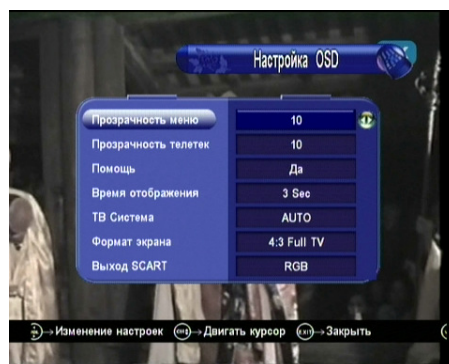 Настройка OSD
Прозрачность меню 10
Прозрачность телетек 10
Помощь Да
Время отображения 3 Sec
ТВ Система AUTO
Формат экрана 4:3 Full TV
Выход SCART RGB
→Изменение настроек →Двигать курсор EXIT→Закрыть